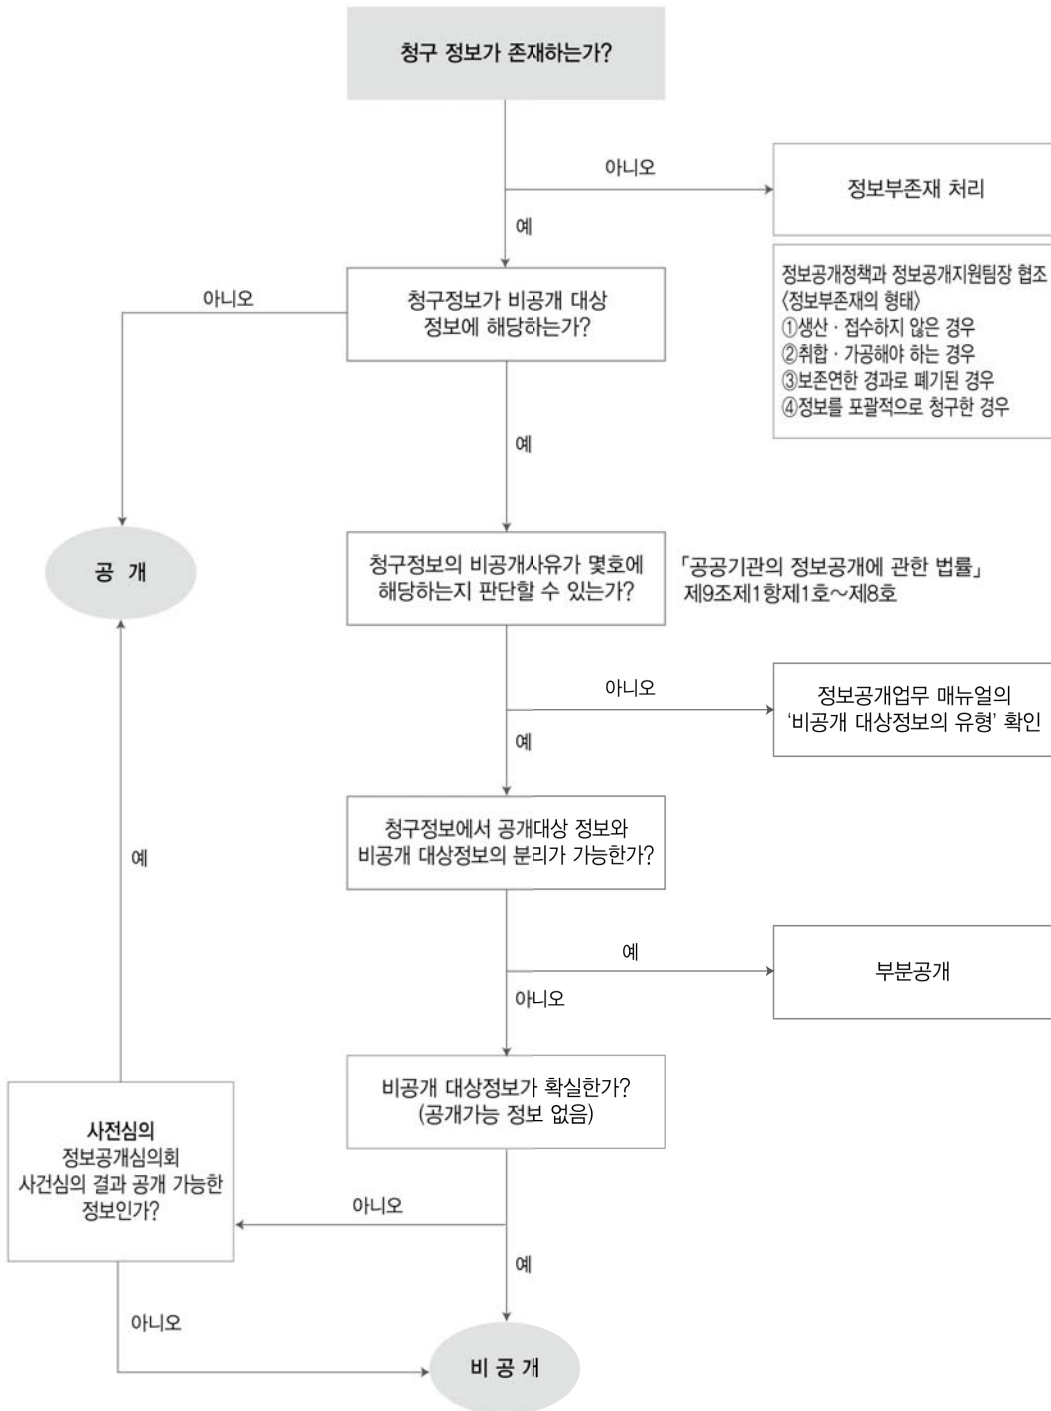 청구 정보가 존재하는가?
아니오
정보부존재 처리
예
정보공개정책과 정보공개지원팀장 협조
〈정보부존재의 형태〉
①생산·접수하지 않은 경우
②취합·가공해야 하는 경우
③보존연한 경과로 폐기된 경우
④정보를 포괄적으로 청구한 경우
아니오
청구정보가 비공개 대상
정보에 해당하는가?
예
공 개
청구정보의 비공개사유가 몇호에
해당하는지 판단할 수 있는가?
「공공기관의 정보공개에 관한 법률」
제9조제1항제1호~제8호
아니오
정보공개업무 매뉴얼의
‘비공개 대상정보의 유형’ 확인
예
청구정보에서 공개대상 정보와
비공개 대상정보의 분리가 가능한가?
예
예
부분공개
아니오
비공개 대상정보가 확실한가?
(공개가능 정보 없음)
사전심의
정보공개심의회
사건심의 결과 공개 가능한
정보인가?
아니오
예
아니오
비 공 개